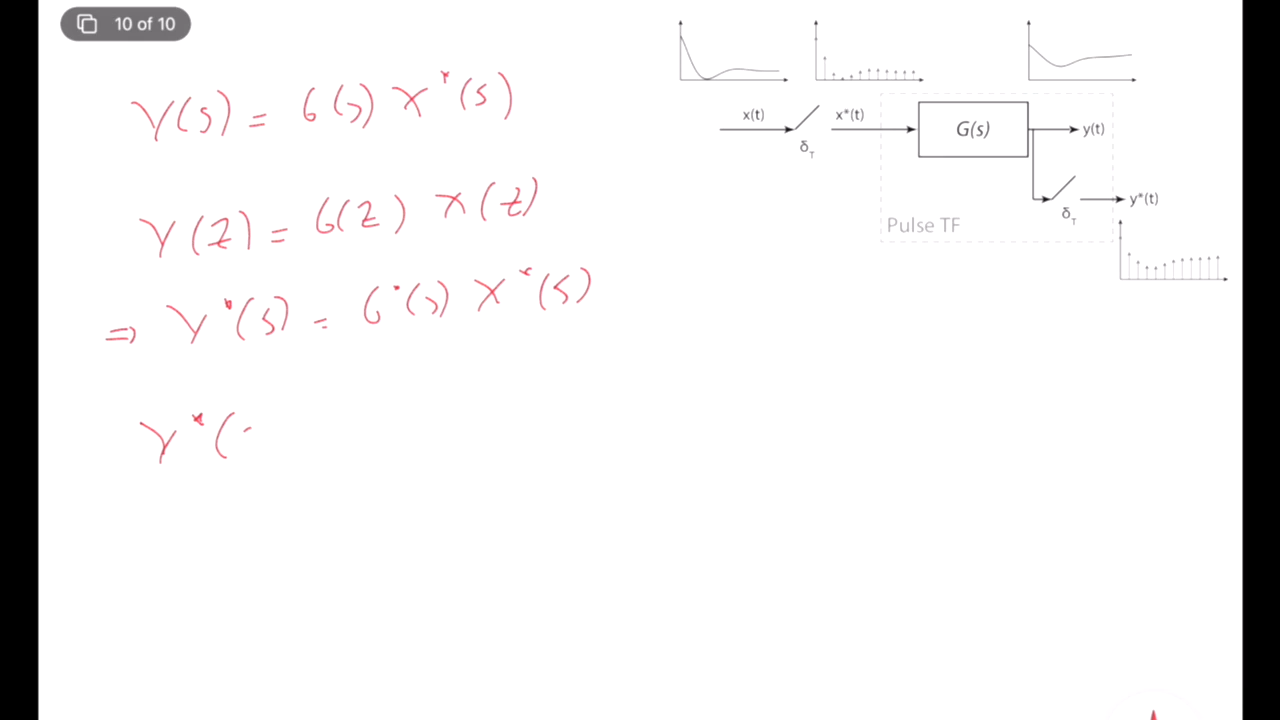 10 of 10
Y(s) = G(s) X*(s)
Y(z) = G(z) X(z)
⇒ Y*(s) = G*(s) X*(s)
Y*(
x(t)
δT
x*(t)
G(s)
y(t)
δT
y*(t)
Pulse TF